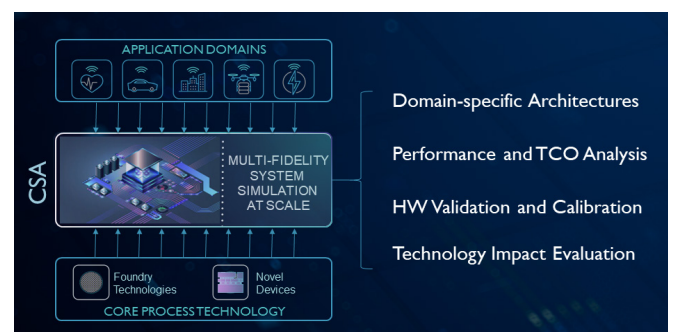 APPLICATION DOMAINS
CSA
MULTI-FIDELITY
SYSTEM
SIMULATION
AT SCALE
Foundry
Technologies
Novel
Devices
CORE PROCESS TECHNOLOGY
Domain-specific Architectures
Performance and TCO Analysis
HW Validation and Calibration
Technology Impact Evaluation